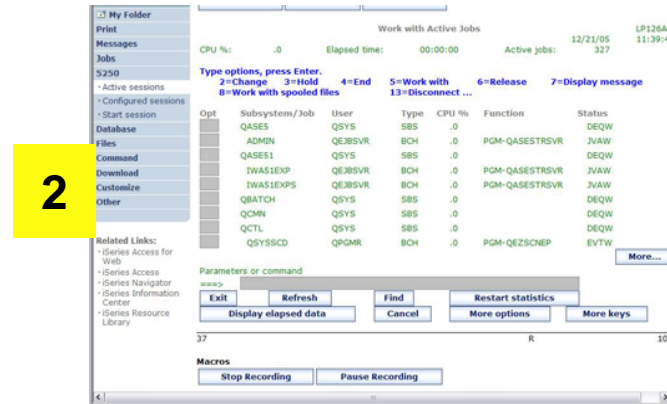 My Folder
Print
Messages
Jobs
5250
· Active sessions
· Configured sessions
· Start session
Database
Files
Command
Download
Customize
Other
Related Links:
· iSeries Access for Web
· iSeries Access
· iSeries Navigator
· iSeries Information Center
· iSeries Resource Library
2
Work with Active Jobs LP126A
12/21/05 11:39:4
CPU %: .0 Elapsed time: 00:00:00 Active jobs: 327
Type options, press Enter.
2=Change 3=Hold 4=End 5=Work with 6=Release 7=Display message
8=Work with spooled files 13=Disconnect ...
Opt Subsystem/Job User Type CPU % Function Status
QASE5 QSYS SBS .0 DEQW
ADMIN QEJBSVR BCH .0 PGM-QASESTRSVR JVAW
QASE51 QSYS SBS .0 DEQW
IWA51EXP QEJBSVR BCH .0 PGM-QASESTRSVR JVAW
IWA51EXPS QEJBSVR BCH .0 PGM-QASESTRSVR JVAW
QBATCH QSYS SBS .0 DEQW
QCMN QSYS SBS .0 DEQW
QCTL QSYS SBS .0 DEQW
QSYSSCD QPGMR BCH .0 PGM-QEZSCNEP EVTW
More...
Parameters or command
===>
Exit Refresh Find Restart statistics
Display elapsed data Cancel More options More keys
37 R 10
Macros
Stop Recording Pause Recording